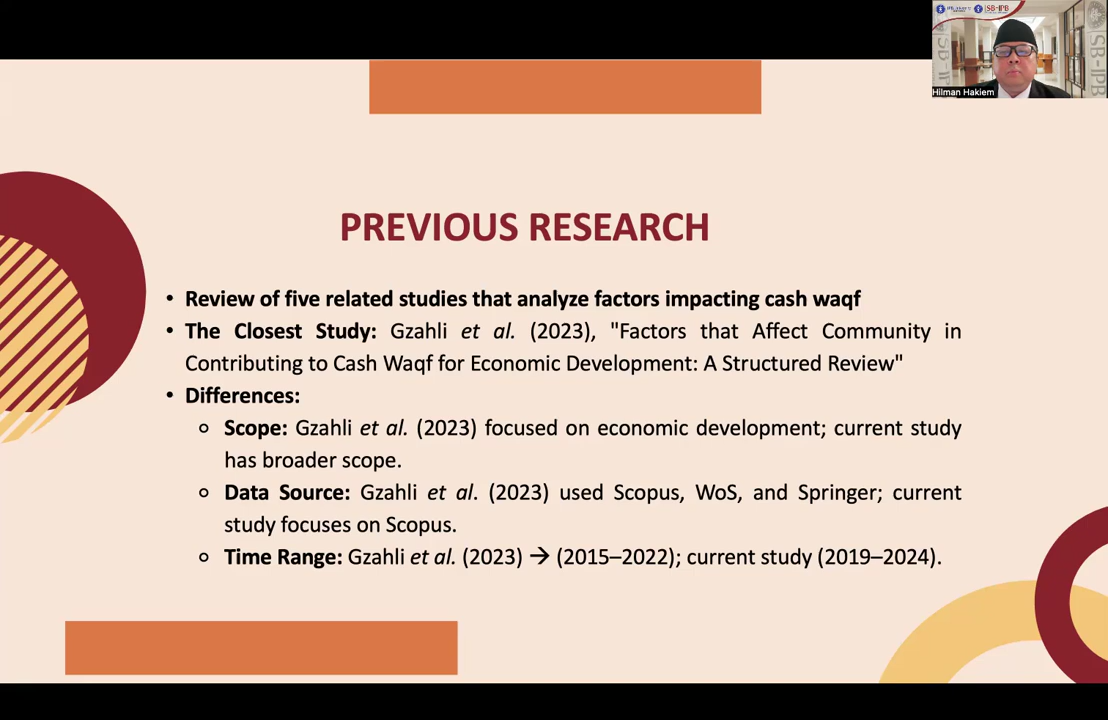 SB-IPB
Hilman Hakiem
PREVIOUS RESEARCH
• Review of five related studies that analyze factors impacting cash waqf
• The Closest Study: Gzahli et al. (2023), "Factors that Affect Community in
Contributing to Cash Waqf for Economic Development: A Structured Review"
• Differences:
○ Scope: Gzahli et al. (2023) focused on economic development; current study
has broader scope.
○ Data Source: Gzahli et al. (2023) used Scopus, WoS, and Springer; current
study focuses on Scopus.
○ Time Range: Gzahli et al. (2023) → (2015–2022); current study (2019–2024).